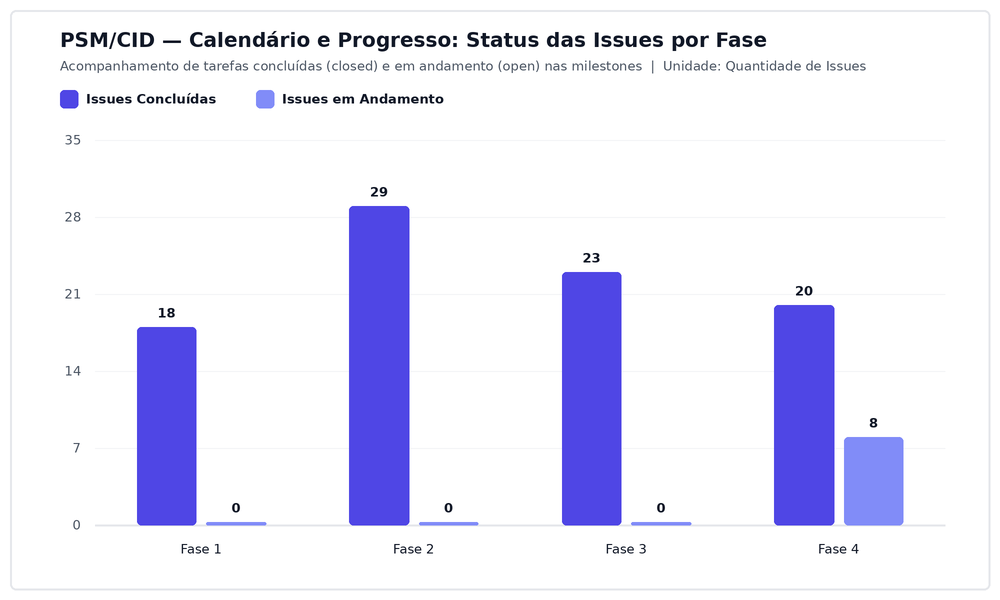 PSM/CID — Calendário e Progresso: Status das Issues por Fase
Acompanhamento de tarefas concluídas (closed) e em andamento (open) nas milestones | Unidade: Quantidade de Issues
Issues Concluídas Issues em Andamento
35
28
21
14
7
0
18 0
29 0
23 0
20 8
Fase 1 Fase 2 Fase 3 Fase 4